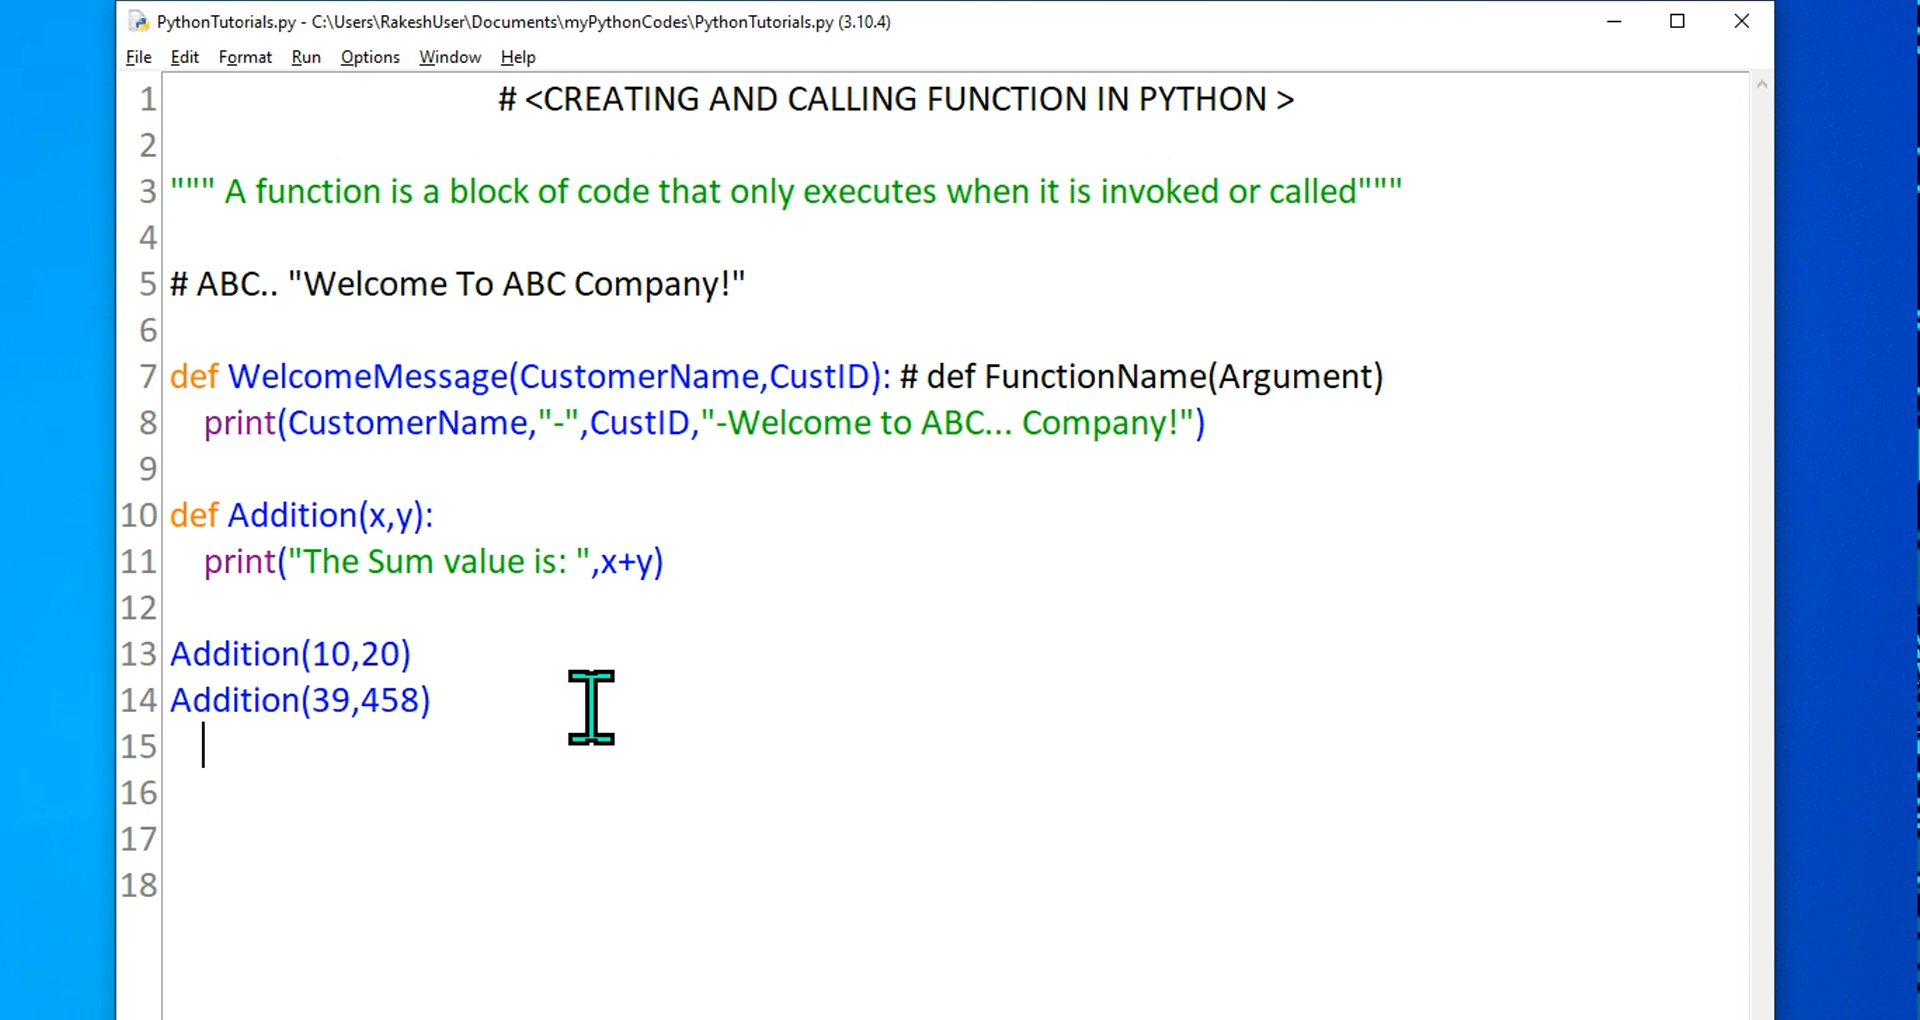 PythonTutorials.py - C:\Users\RakeshUser\Documents\myPythonCodes\PythonTutorials.py (3.10.4)
File Edit Format Run Options Window Help
1 # <CREATING AND CALLING FUNCTION IN PYTHON >
2
3 """ A function is a block of code that only executes when it is invoked or called"""
4
5 # ABC.. "Welcome To ABC Company!"
6
7 def WelcomeMessage(CustomerName,CustID): # def FunctionName(Argument)
8 print(CustomerName,"-",CustID,"-Welcome to ABC... Company!")
9
10 def Addition(x,y):
11 print("The Sum value is: ",x+y)
12
13 Addition(10,20)
14 Addition(39,458)
15
16
17
18